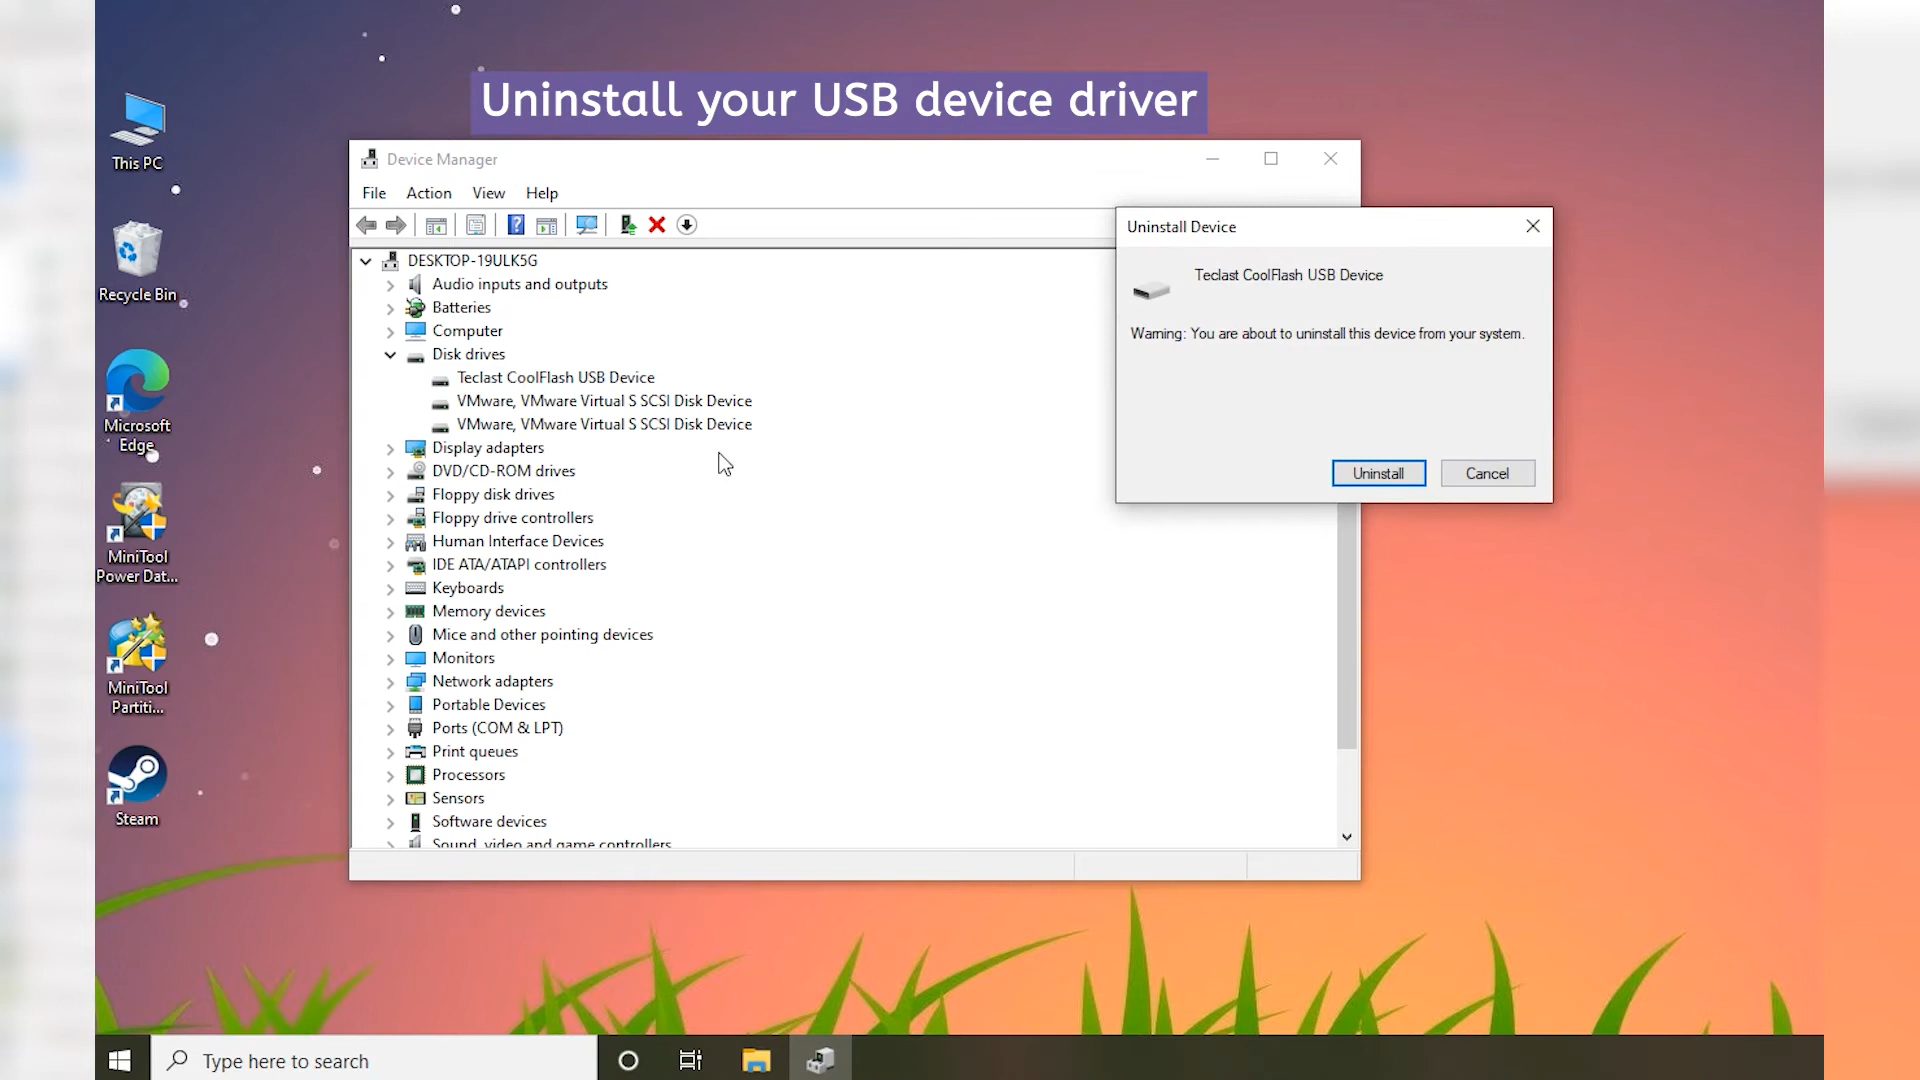 Uninstall your USB device driver
This PC
Recycle Bin
Microsoft
Edge
MiniTool
Power Dat...
MiniTool
Partiti...
Steam
Device Manager
File Action View Help
DESKTOP-19ULK5G
Audio inputs and outputs
Batteries
Computer
Disk drives
Teclast CoolFlash USB Device
VMware, VMware Virtual S SCSI Disk Device
VMware, VMware Virtual S SCSI Disk Device
Display adapters
DVD/CD-ROM drives
Floppy disk drives
Floppy drive controllers
Human Interface Devices
IDE ATA/ATAPI controllers
Keyboards
Memory devices
Mice and other pointing devices
Monitors
Network adapters
Portable Devices
Ports (COM & LPT)
Print queues
Processors
Sensors
Software devices
Sound, video and game controllers
Uninstall Device
Teclast CoolFlash USB Device
Warning: You are about to uninstall this device from your system.
Uninstall Cancel
Type here to search